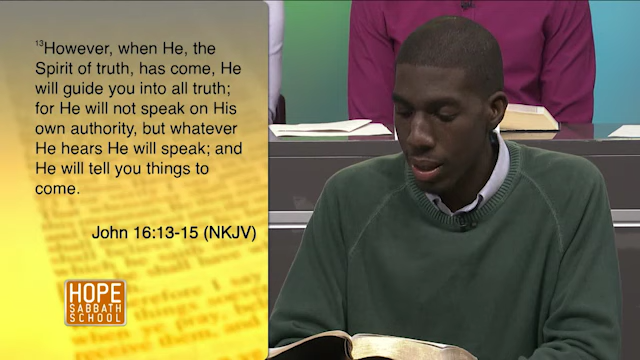 13However, when He, the
Spirit of truth, has come, He
will guide you into all truth;
for He will not speak on His
own authority, but whatever
He hears He will speak; and
He will tell you things to
come.
John 16:13-15 (NKJV)
HOPE
SABBATH
SCHOOL